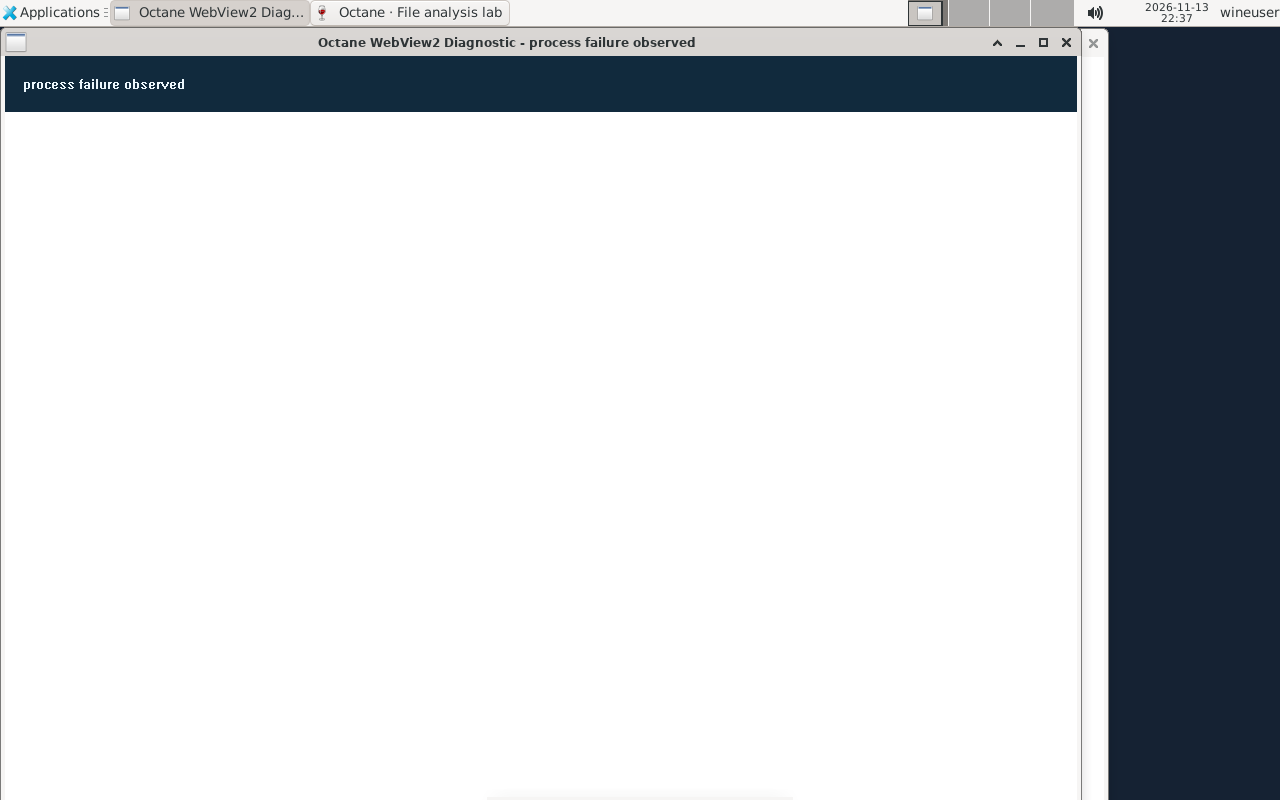 Applications
Octane WebView2 Diag...
Octane · File analysis lab
2026-11-13
22:37
wineuser
Octane WebView2 Diagnostic - process failure observed
process failure observed